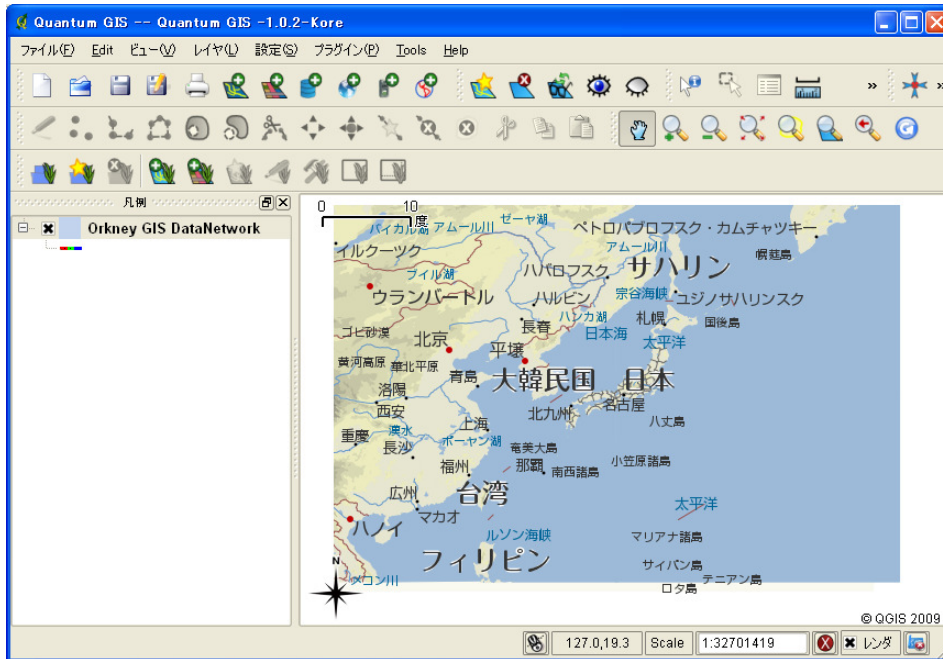 Quantum GIS -- Quantum GIS -1.0.2-Kore
ファイル(F) Edit ビュー(V) レイヤ(L) 設定(S) プラグイン(P) Tools Help
凡例
Orkney GIS DataNetwork
0 10
度
バイカル湖 アムール川 ゼーヤ湖
ペトロパブロフスク・カムチャツキー
イルクーツク
アムール川
幌筵島
ブイル湖
ハバロフスク
サハリン
ウランバートル
ハルビン
宗谷海峡
ユジノサハリンスク
ハンカ湖
ゴビ砂漠
北京
長春
日本海
札幌
国後島
平壌
太平洋
黄河高原 華北平原
青島
大韓民国
日本
洛陽
西安
北九州
名古屋
八丈島
重慶
漢水
上海
長沙
ポーヤン湖
奄美大島
福州
那覇
南西諸島
小笠原諸島
広州
台湾
マカオ
太平洋
ハノイ
ルソン海峡
マリアナ諸島
フィリピン
サイパン島
N
メコン川
テニアン島
ロタ島
© QGIS 2009
127.0,19.3 Scale 1:32701419 レンダ